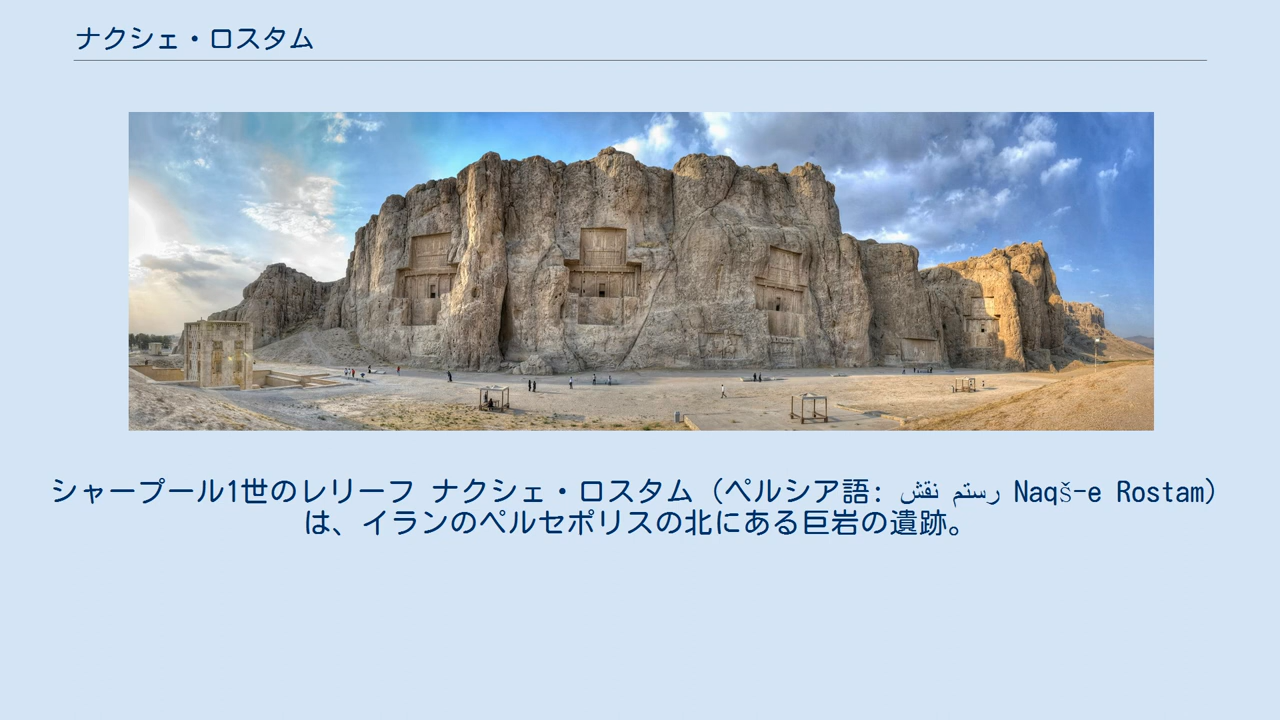 ナクシェ・ロスタム
シャープール1世のレリーフ ナクシェ・ロスタム (ペルシア語: نقش رستم Naqš-e Rostam)
は、イランのペルセポリスの北にある巨岩の遺跡。